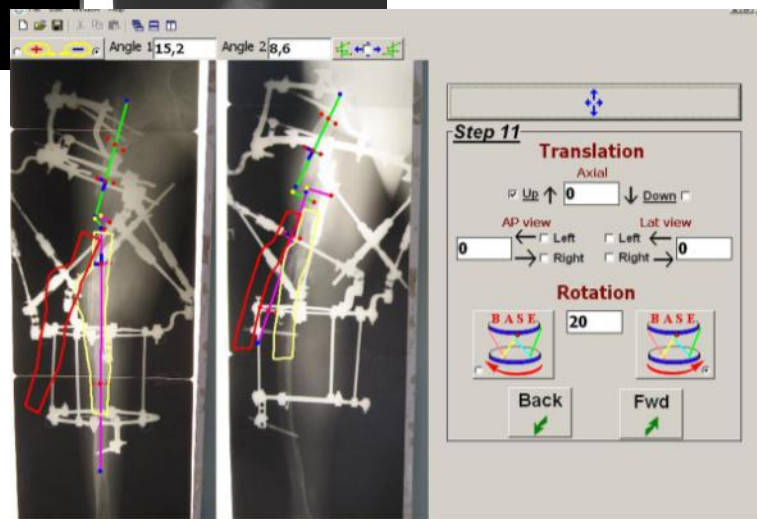 Angle 1 15,2 Angle 2 8,6
Step 11
Translation
Axial
Up 0 Down
AP view Lat view
0 Left Left 0
Right Right
Rotation
BASE 20 BASE
Back Fwd